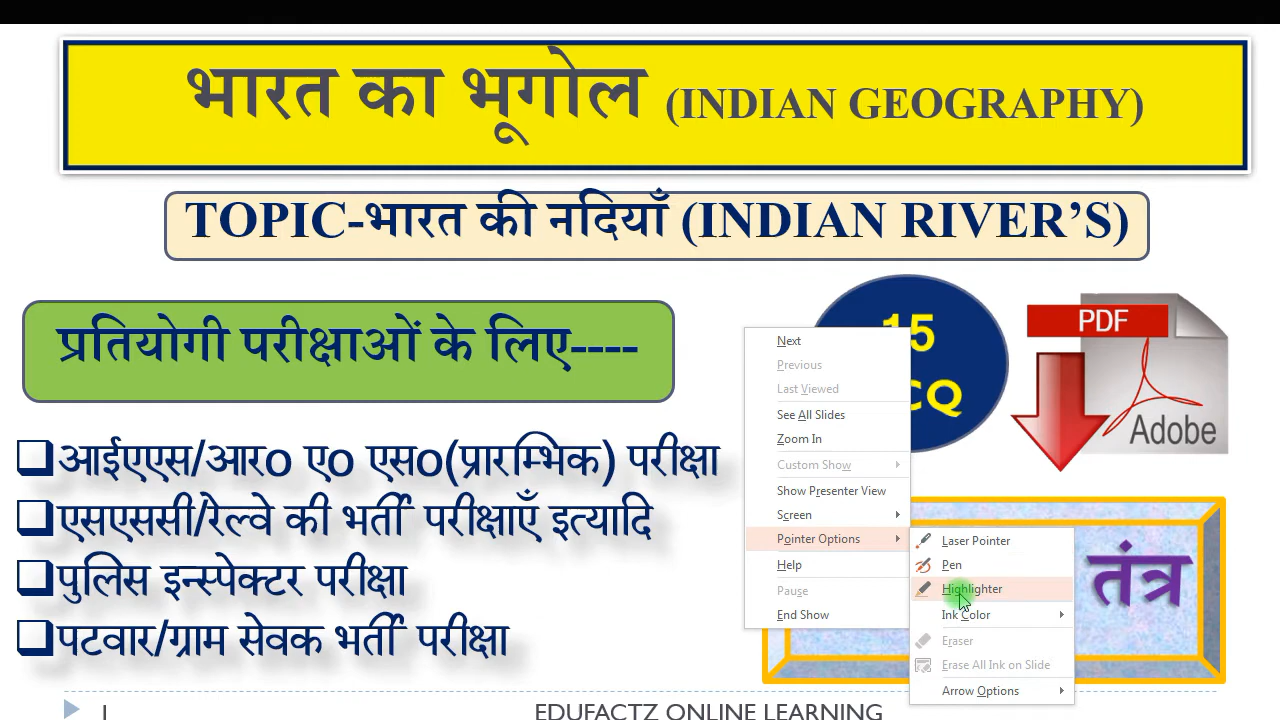 भारत का भूगोल (INDIAN GEOGRAPHY)
TOPIC-भारत की नदियाँ (INDIAN RIVER’S)
प्रतियोगी परीक्षाओं के लिए----
15
CQ
PDF
Adobe
आईएएस/आर० ए० एस०(प्रारम्भिक) परीक्षा
एसएससी/रेल्वे की भर्ती परीक्षाएँ इत्यादि
पुलिस इन्स्पेक्टर परीक्षा
पटवार/ग्राम सेवक भर्ती परीक्षा
तंत्र
Next
Previous
Last Viewed
See All Slides
Zoom In
Custom Show
Show Presenter View
Screen
Pointer Options
Help
Pause
End Show
Laser Pointer
Pen
Highlighter
Ink Color
Eraser
Erase All Ink on Slide
Arrow Options
1
EDUFACTZ ONLINE LEARNING